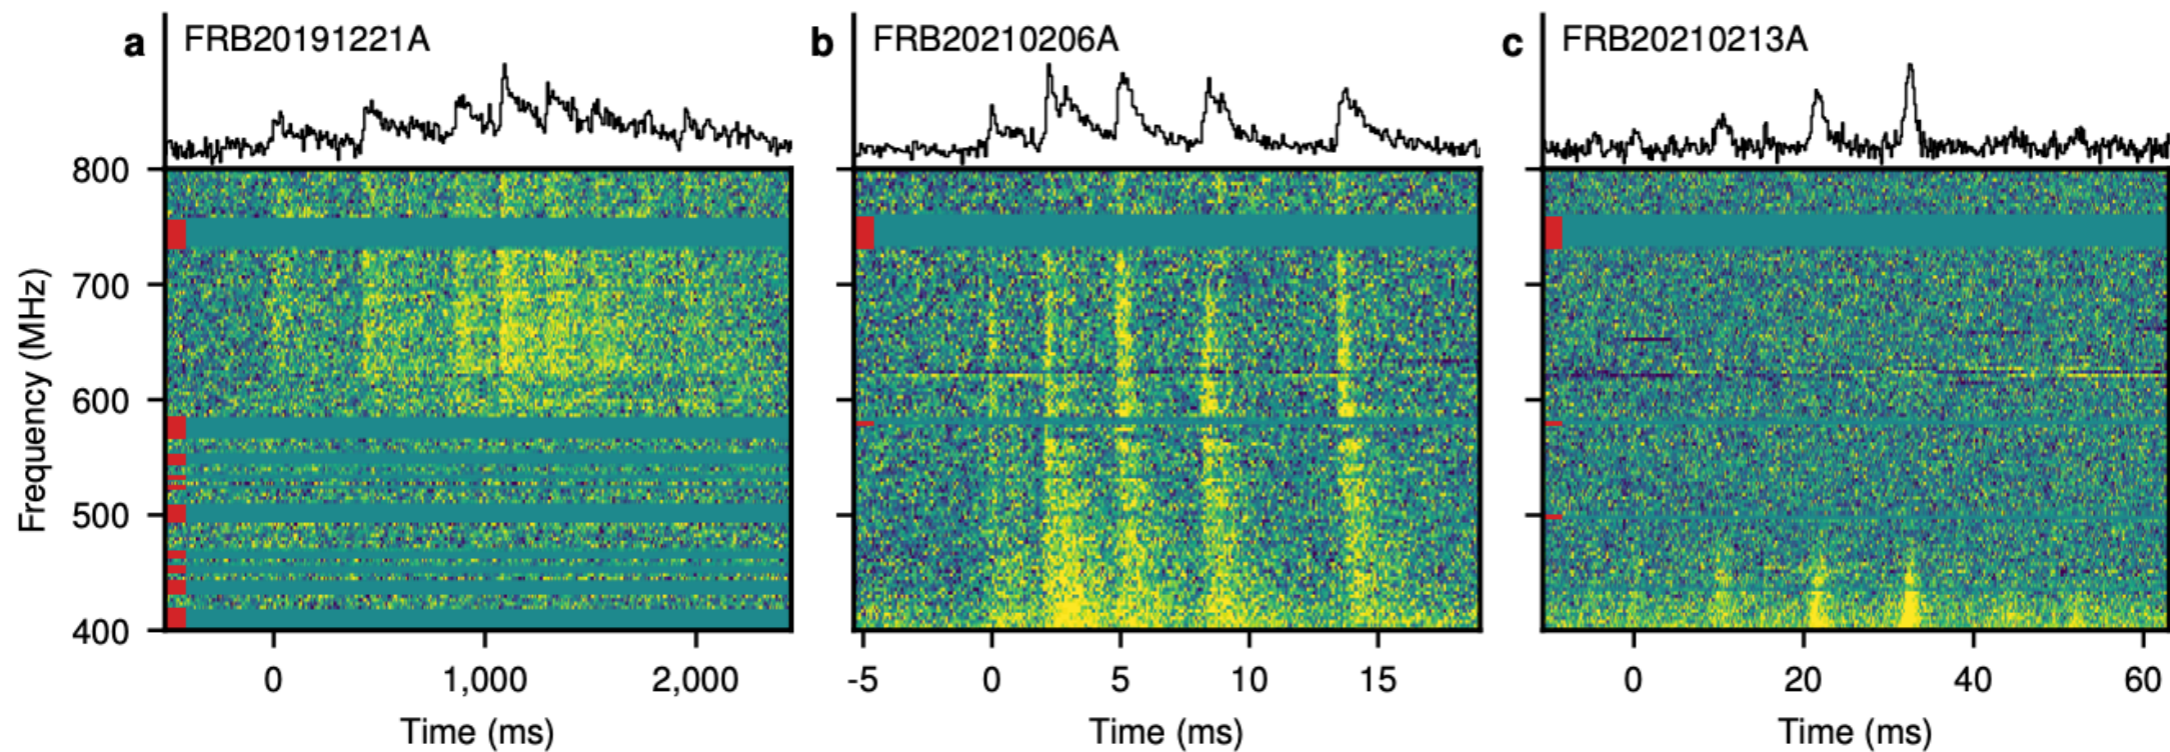 a FRB20191221A
b FRB20210206A
c FRB20210213A
Frequency (MHz)
800
700
600
500
400
0 1,000 2,000
-5 0 5 10 15
0 20 40 60
Time (ms)
Time (ms)
Time (ms)